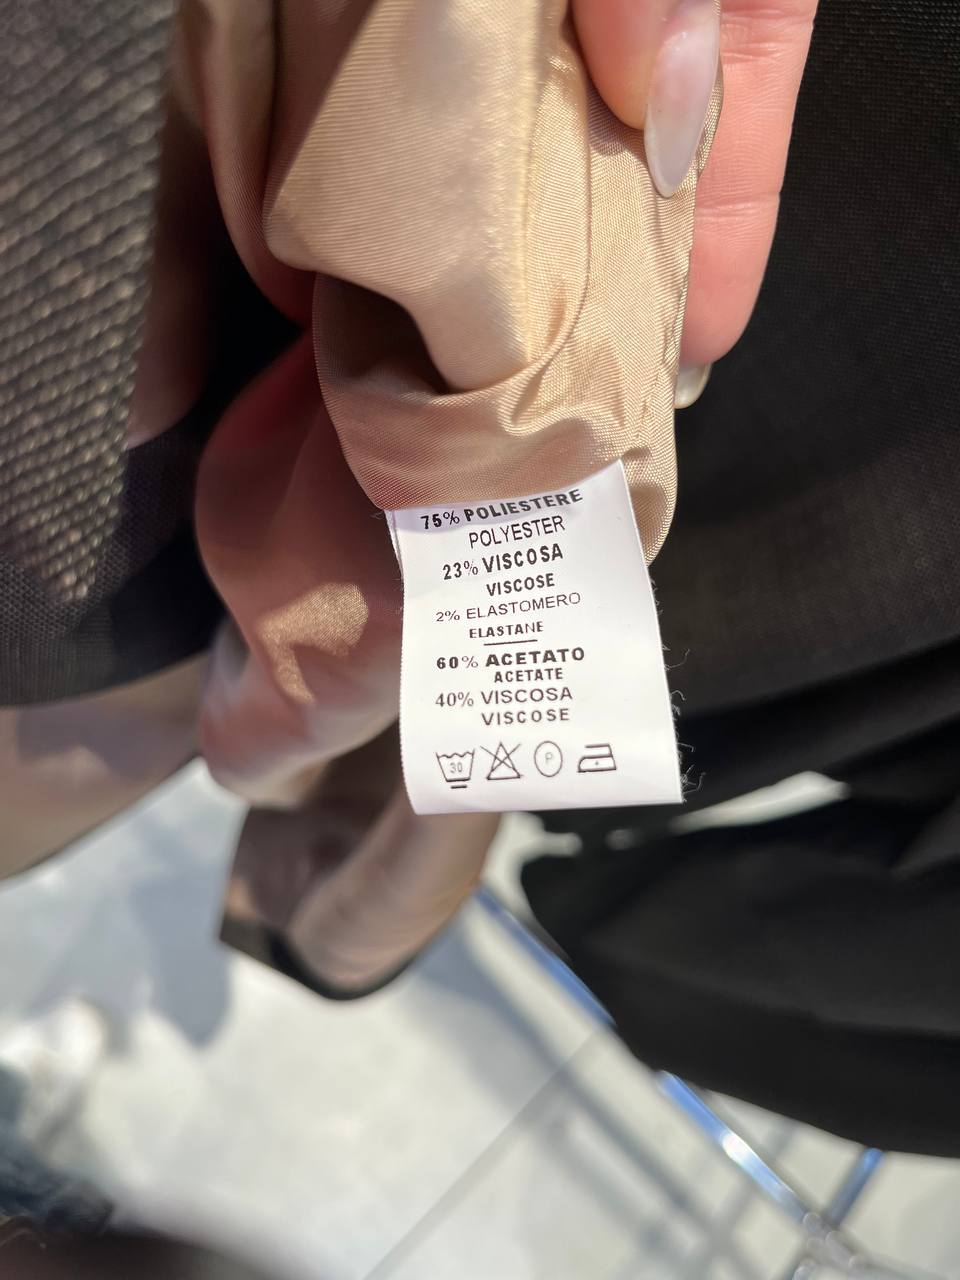 75% POLIESTERE
POLYESTER
23% VISCOSA
VISCOSE
2% ELASTOMERO
ELASTANE
60% ACETATO
ACETATE
40% VISCOSA
VISCOSE
30 P